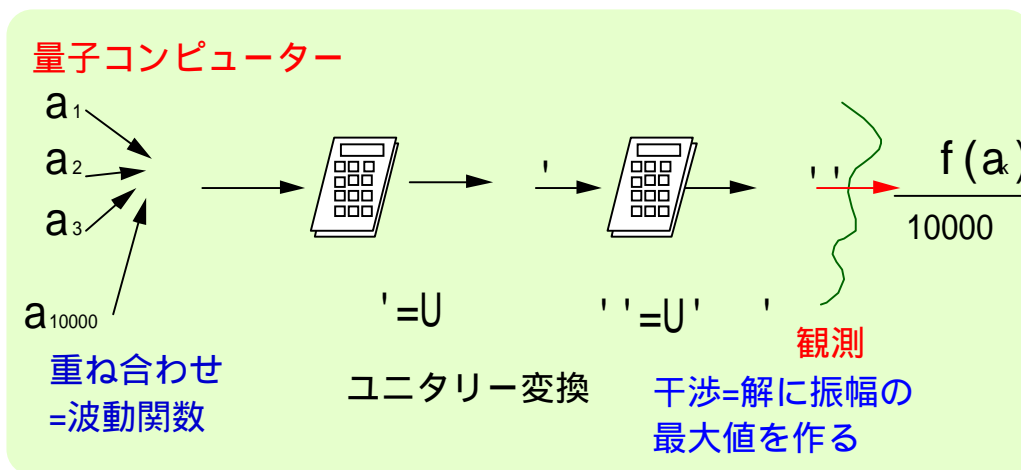 量子コンピューター
a1
a2
a3
a10000
'
' '
f(ak)
10000
'=U
' '=U' '
観測
重ね合わせ
=波動関数
ユニタリー変換
干渉=解に振幅の
最大値を作る